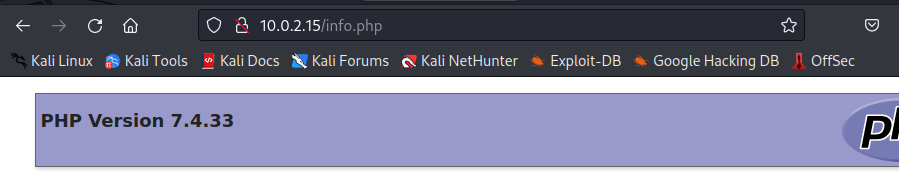 10.0.2.15/info.php
Kali Linux Kali Tools Kali Docs Kali Forums Kali NetHunter Exploit-DB Google Hacking DB OffSec
PHP Version 7.4.33